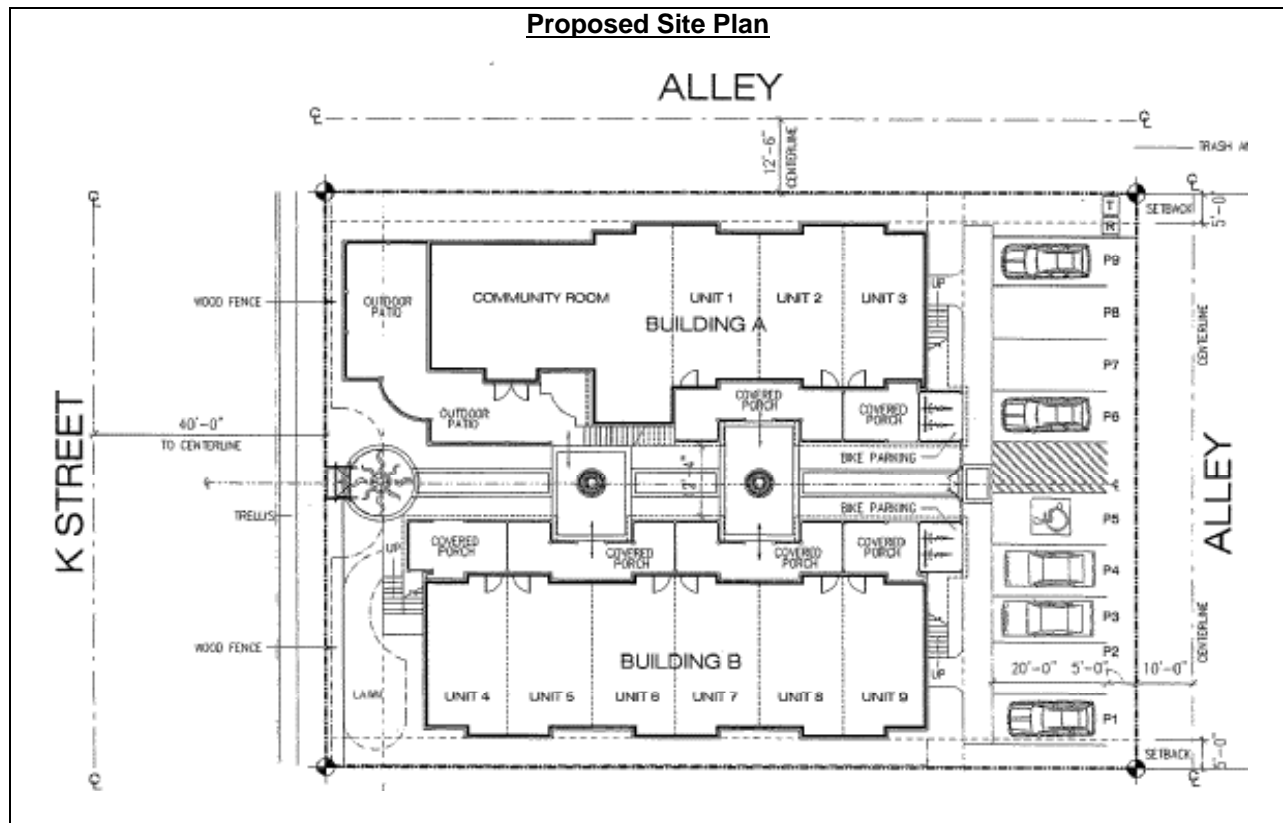 Proposed Site Plan
ALLEY
12'-6"
CENTERLINE
T
R
SETBACK
5'-0"
P9
WOOD FENCE
OUTDOOR
PATIO
COMMUNITY ROOM
UNIT 1
UNIT 2
UNIT 3
BUILDING A
UP
P8
CENTERLINE
P7
K STREET
40'-0"
TO CENTERLINE
OUTDOOR
PATIO
COVERED
PORCH
COVERED
PORCH
P6
BIKE PARKING
12'-4"
ALLEY
TRELLIS
BIKE PARKING
P5
UP
COVERED
PORCH
COVERED
PORCH
COVERED
PORCH
COVERED
PORCH
P4
P3
CENTERLINE
WOOD FENCE
BUILDING B
P2
UP
20'-0"
5'-0"
10'-0"
LAWN
UNIT 4
UNIT 5
UNIT 6
UNIT 7
UNIT 8
UNIT 9
P1
SETBACK
5'-0"
TRASH